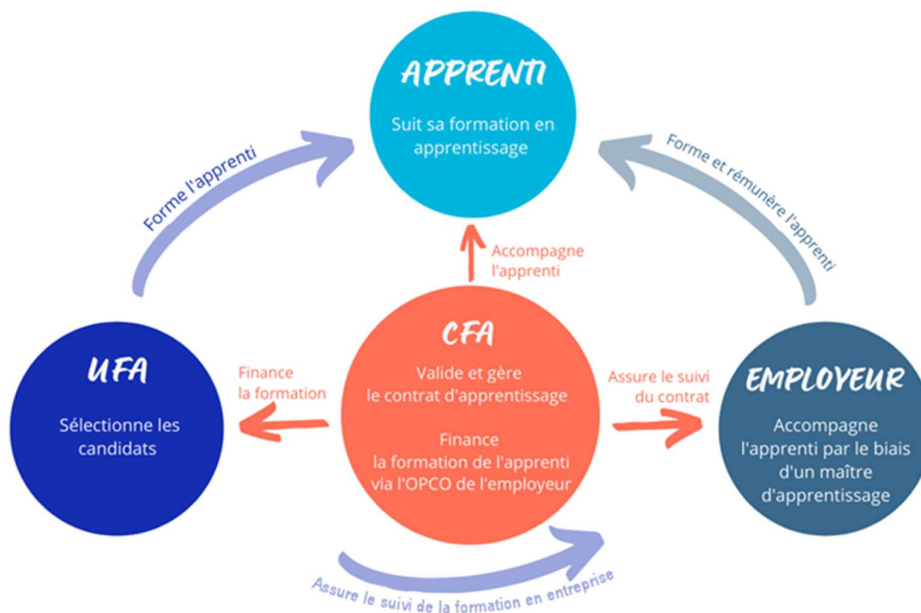 APPRENTI
Suit sa formation en
apprentissage
Forme l'apprenti
Forme et rémunère l'apprenti
Accompagne
l'apprenti
UFA
Sélectionne les
candidats
Finance
la formation
CFA
Valide et gère
le contrat d'apprentissage
Finance
la formation de l'apprenti
via l'OPCO de l'employeur
Assure le suivi
du contrat
EMPLOYEUR
Accompagne
l'apprenti par le biais
d'un maître
d'apprentissage
Assure le suivi de la formation en entreprise